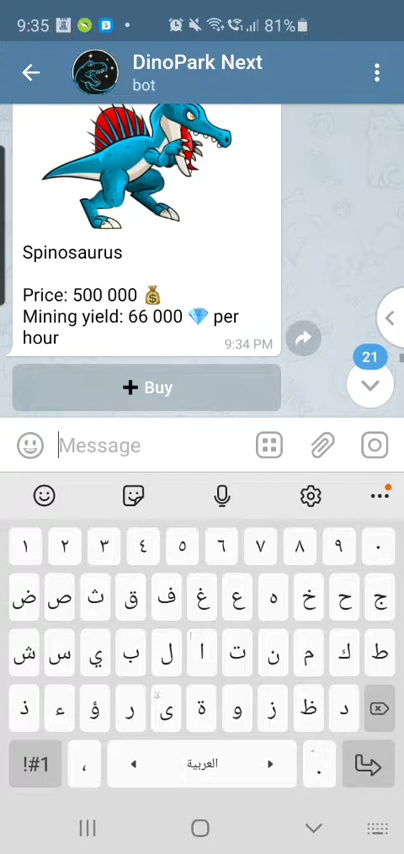 9:35
81%
DinoPark Next
bot
Spinosaurus
Price: 500 000 💰
Mining yield: 66 000 💎 per
hour
9:34 PM
21
+ Buy
Message
١ ٢ ٣ ٤ ٥ ٦ ٧ ٨ ٩ ٠
ض ص ث ق ف غ ع ه خ ح ج
ش س ي ب ل ا ت ن م ك ط
ذ ء ؤ ر ى ة و ز ظ د
!#1 ، العربية .